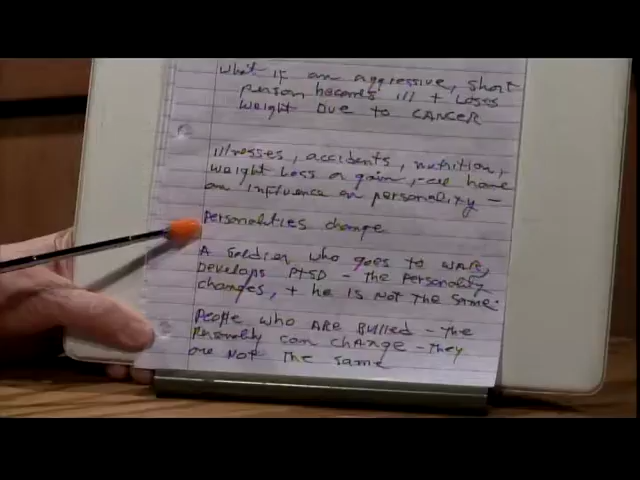 What if an aggressive, short
person becomes ill + Loses
weight Due to CANCER
illnesses, accidents, nutrition,
weight Loss a gain, all have
an influence on personality -
Personalities change
A Soldier who goes to WAR,
Develops PTSD - The Personality
changes, + he IS NOT THE SAME.
People who ARE Bullied - The
Personality can chANge - They
are NOT The Same